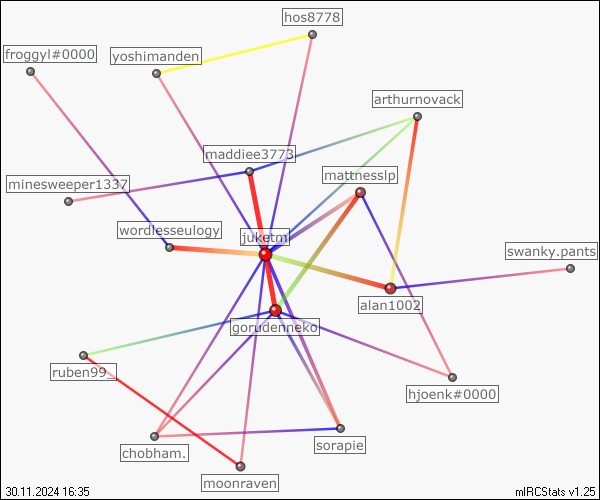 hos8778
froggyl#0000
yoshimanden
arthurnovack
maddiee3773
mattnesslp
minesweeper1337
wordlesseulogy
juketm
swanky.pants
alan1002
gorudenneko
ruben99_
hjoenk#0000
sorapie
chobham.
moonraven
30.11.2024 16:35
mIRCStats v1.25